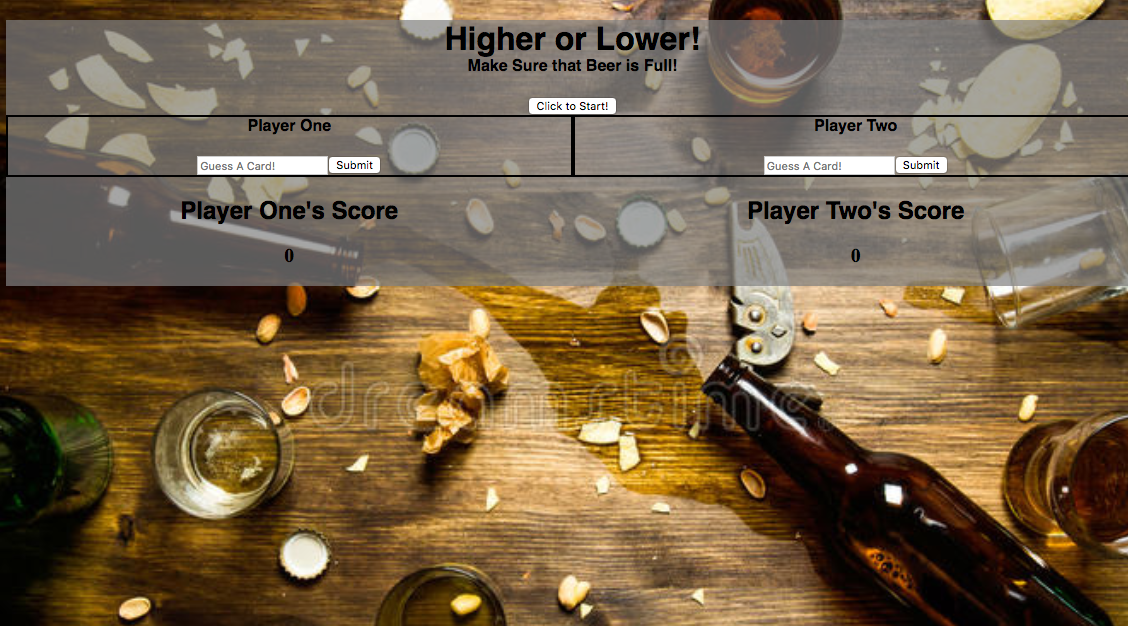 Higher or Lower!
Make Sure that Beer is Full!
Click to Start!
Player One
Player Two
Guess A Card! Submit
Guess A Card! Submit
Player One's Score
Player Two's Score
0
0
dreamstime